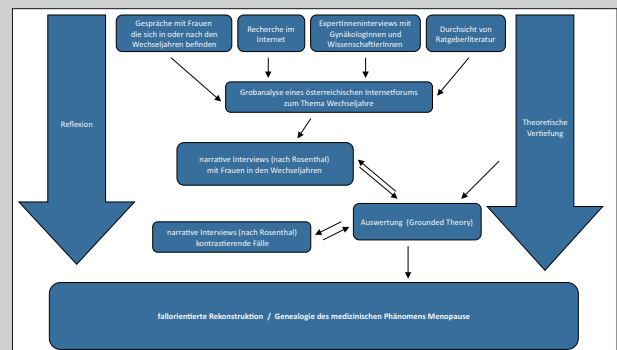 Gespräche mit Frauen
die sich in oder nach den
Wechseljahren befinden
Recherche im
Internet
ExpertInneninterviews mit
GynäkologInnen und
WissenschaftlerInnen
Durchsicht von
Ratgeberliteratur
Grobanalyse eines österreichischen Internetforums
zum Thema Wechseljahre
Reflexion
Theoretische
Vertiefung
narrative Interviews (nach Rosenthal)
mit Frauen in den Wechseljahren
Auswertung (Grounded Theory)
narrative Interviews (nach Rosenthal)
kontrastierende Fälle
fallorientierte Rekonstruktion / Genealogie des medizinischen Phänomens Menopause